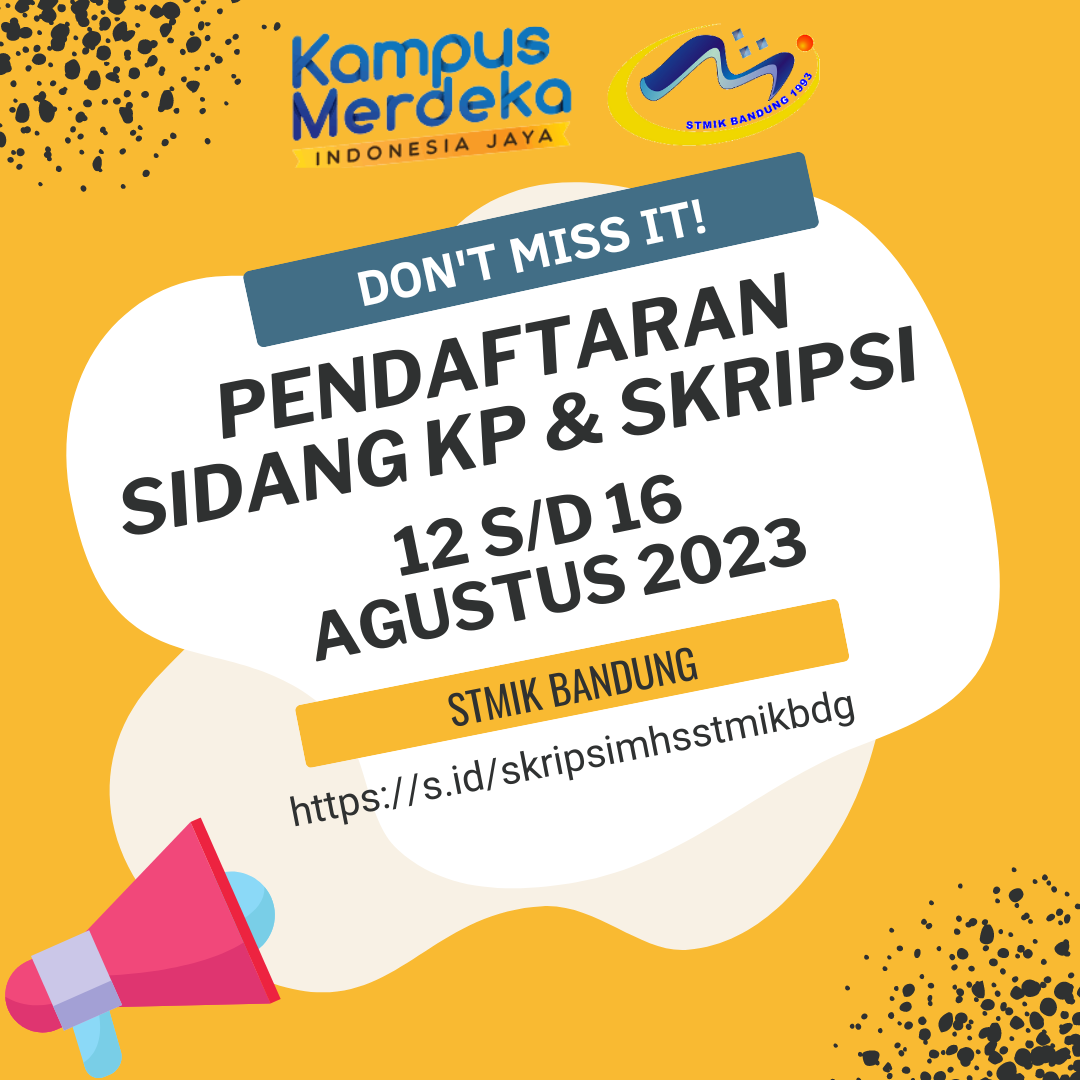 Kampus
Merdeka
INDONESIA JAYA
STMIK BANDUNG 1993
DON'T MISS IT!
PENDAFTARAN
SIDANG KP & SKRIPSI
12 S/D 16
AGUSTUS 2023
STMIK BANDUNG
https://s.id/skripsimhsstmikbdg